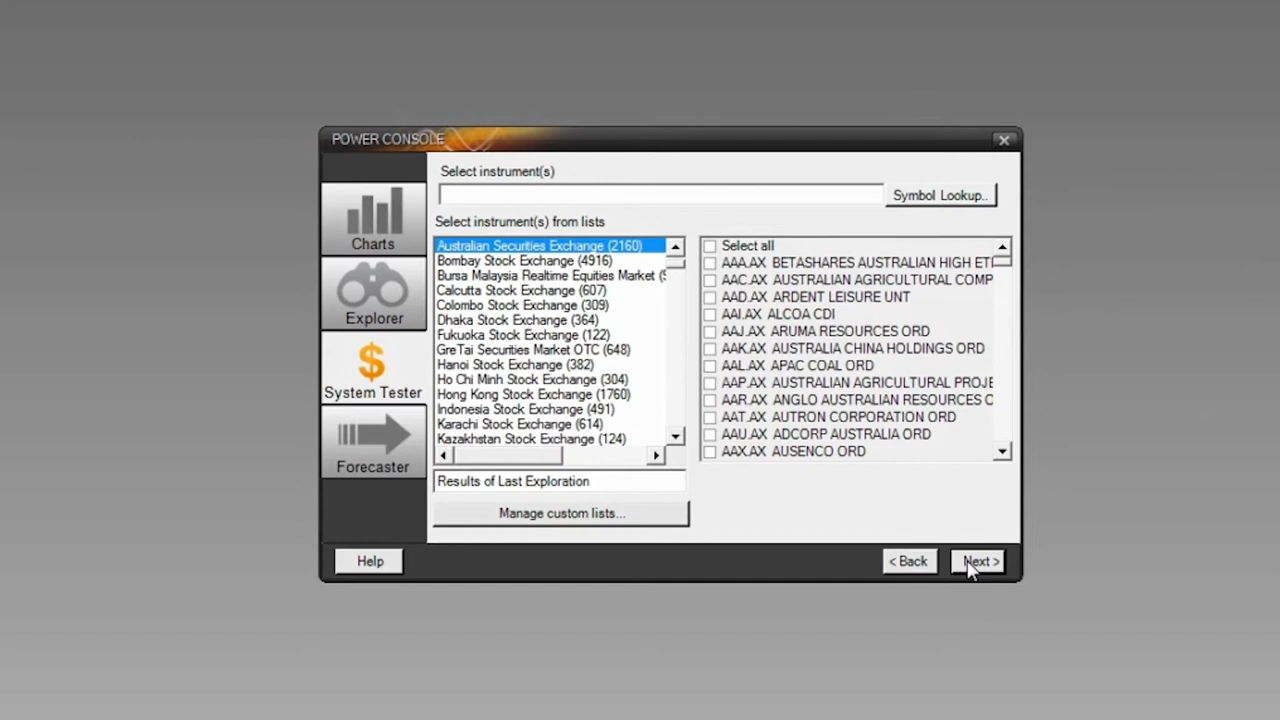 POWER CONSOLE
Select instrument(s)
Symbol Lookup..
Select instrument(s) from lists
Charts
Explorer
System Tester
Forecaster
Australian Securities Exchange (2160)
Bombay Stock Exchange (4916)
Bursa Malaysia Realtime Equities Market (
Calcutta Stock Exchange (607)
Colombo Stock Exchange (309)
Dhaka Stock Exchange (364)
Fukuoka Stock Exchange (122)
GreTai Securities Market OTC (648)
Hanoi Stock Exchange (382)
Ho Chi Minh Stock Exchange (304)
Hong Kong Stock Exchange (1760)
Indonesia Stock Exchange (491)
Karachi Stock Exchange (614)
Kazakhstan Stock Exchange (124)
Results of Last Exploration
Manage custom lists...
Select all
AAA.AX BETASHARES AUSTRALIAN HIGH
AAC.AX AUSTRALIAN AGRICULTURAL COMP
AAD.AX ARDENT LEISURE UNT
AAI.AX ALCOA CDI
AAJ.AX ARUMA RESOURCES ORD
AAK.AX AUSTRALIA CHINA HOLDINGS ORD
AAL.AX APAC COAL ORD
AAP.AX AUSTRALIAN AGRICULTURAL PROJE
AAR.AX ANGLO AUSTRALIAN RESOURCES
AAT.AX AUTRON CORPORATION ORD
AAU.AX ADCORP AUSTRALIA ORD
AAX.AX AUSENCO ORD
Help
< Back
Next >